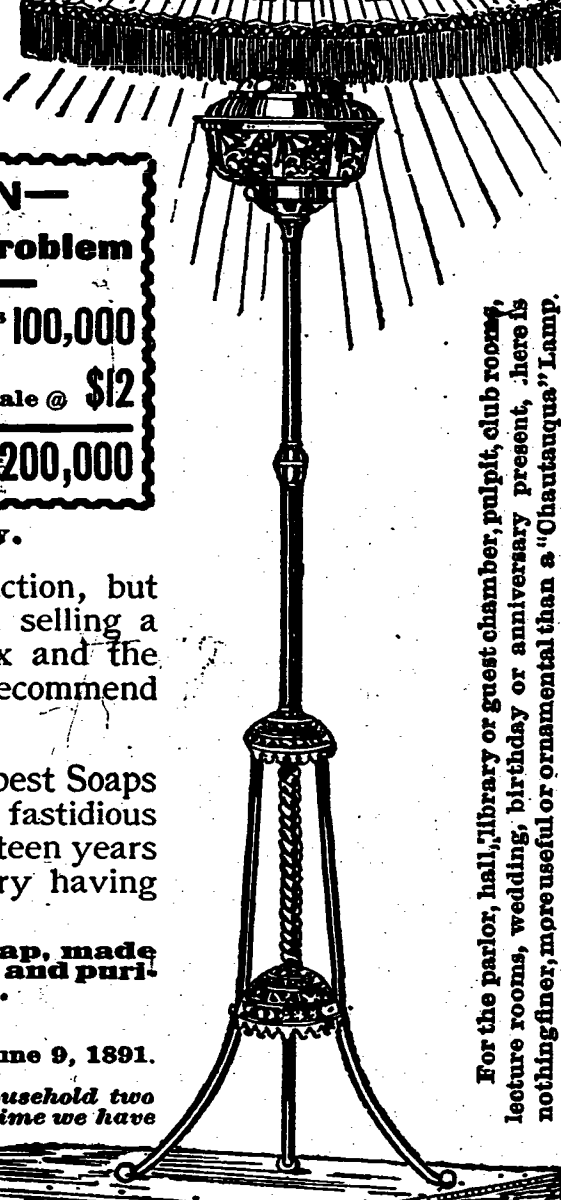 N—
roblem
100,000
ale @ $12
200,000
y.
ction, but
selling a
x and the
ecommend
best Soaps
fastidious
teen years
ry having
ap, made
and puri-
une 9, 1891.
usehold two
ime we have
For the parlor, hall, library or guest chamber, pulpit, club rooms,
lecture rooms, wedding, birthday or anniversary present, .here is
nothing finer, more useful or ornamental than a "Chautauqua" Lamp.